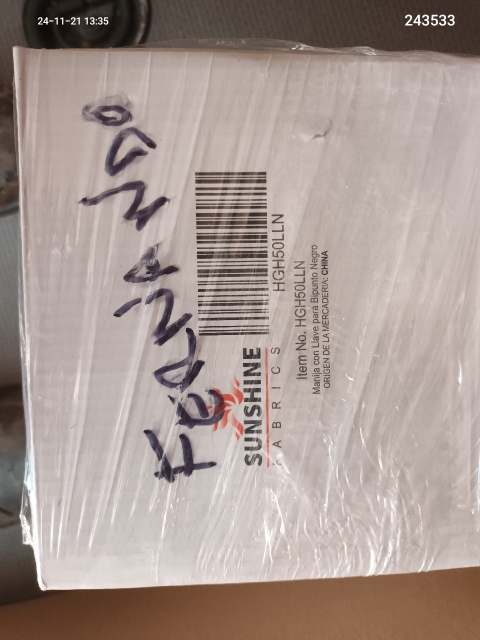 24-11-21 13:35
243533
FERNANDO
HGH50LLN
SUNSHINE
FABRICS
Item No. HGH50LLN
Manija con Llave para Bipunto Negro
ORIGEN DE LA MERCADERIA: CHINA